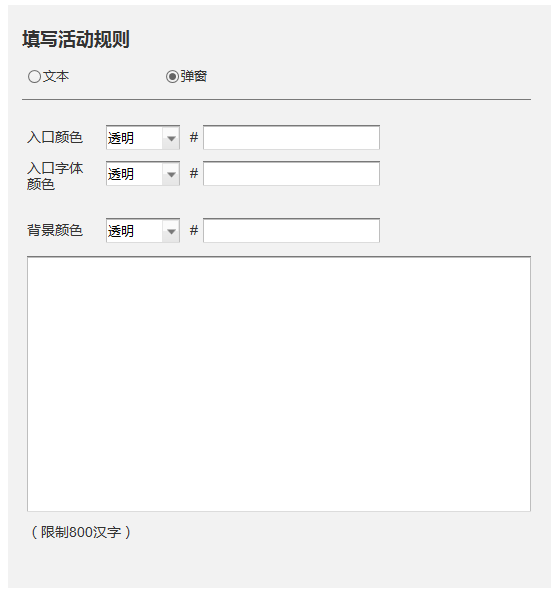 填写活动规则
文本 弹窗
入口颜色 透明 #
入口字体
颜色 透明 #
背景颜色 透明 #
（限制800汉字）